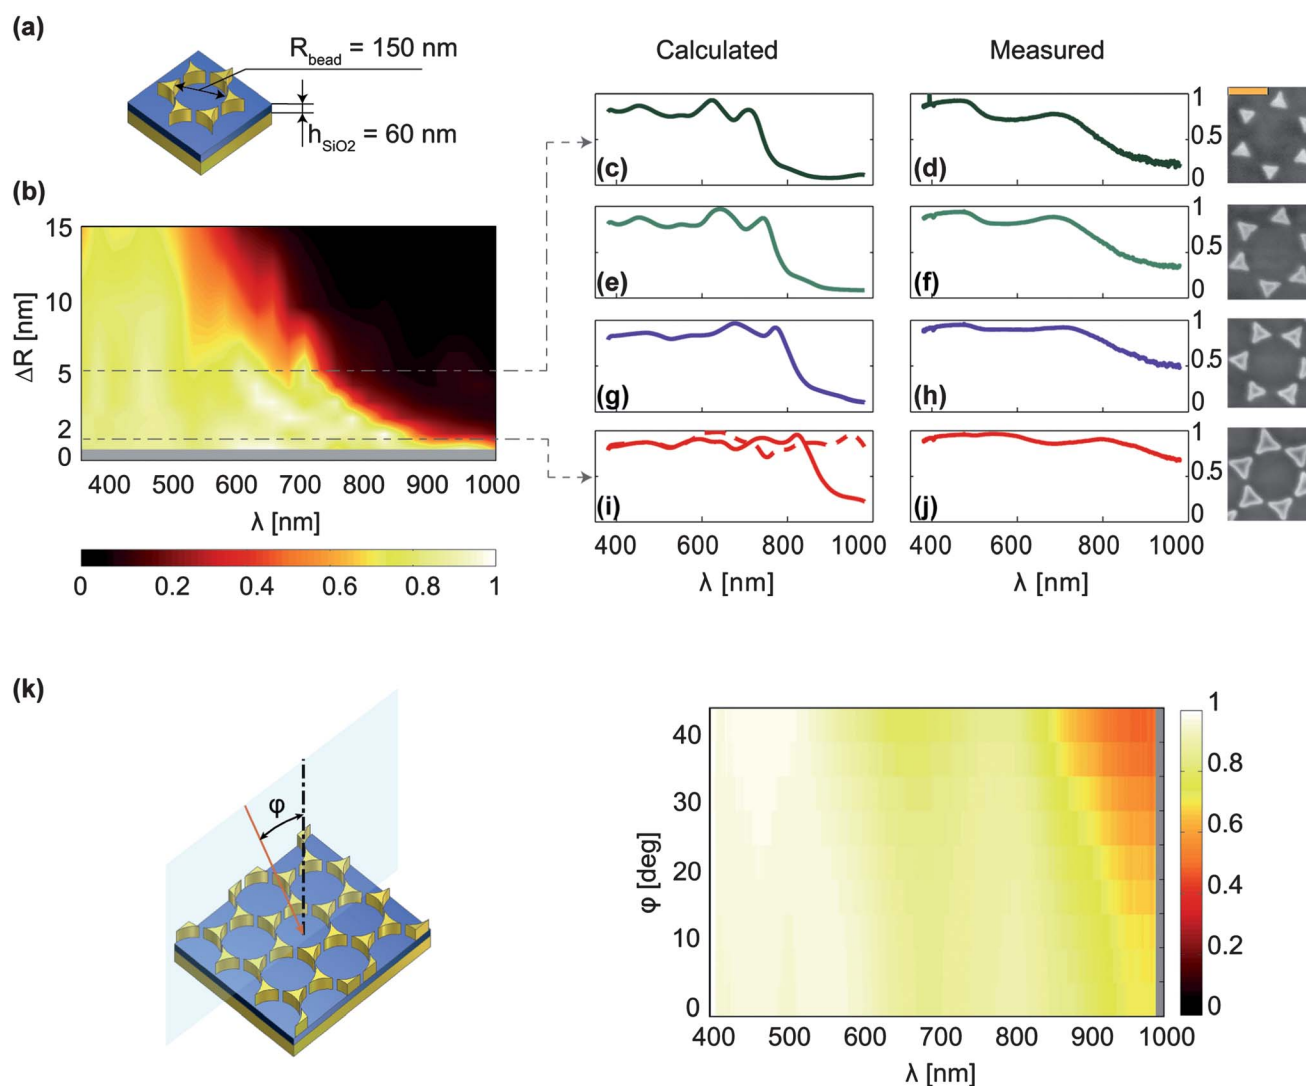 (a)
R_bead = 150 nm
h_SiO2 = 60 nm
(b)
15
10
5
2
0
ΔR [nm]
400 500 600 700 800 900 1000
λ [nm]
0 0.2 0.4 0.6 0.8 1
Calculated Measured
(c) (d) 1 0.5 0
(e) (f) 1 0.5 0
(g) (h) 1 0.5 0
(i) (j) 1 0.5 0
400 600 800 1000 400 600 800 1000
λ [nm] λ [nm]
(k)
φ
40
30
20
10
0
φ [deg]
400 500 600 700 800 900 1000
λ [nm]
1
0.8
0.6
0.4
0.2
0